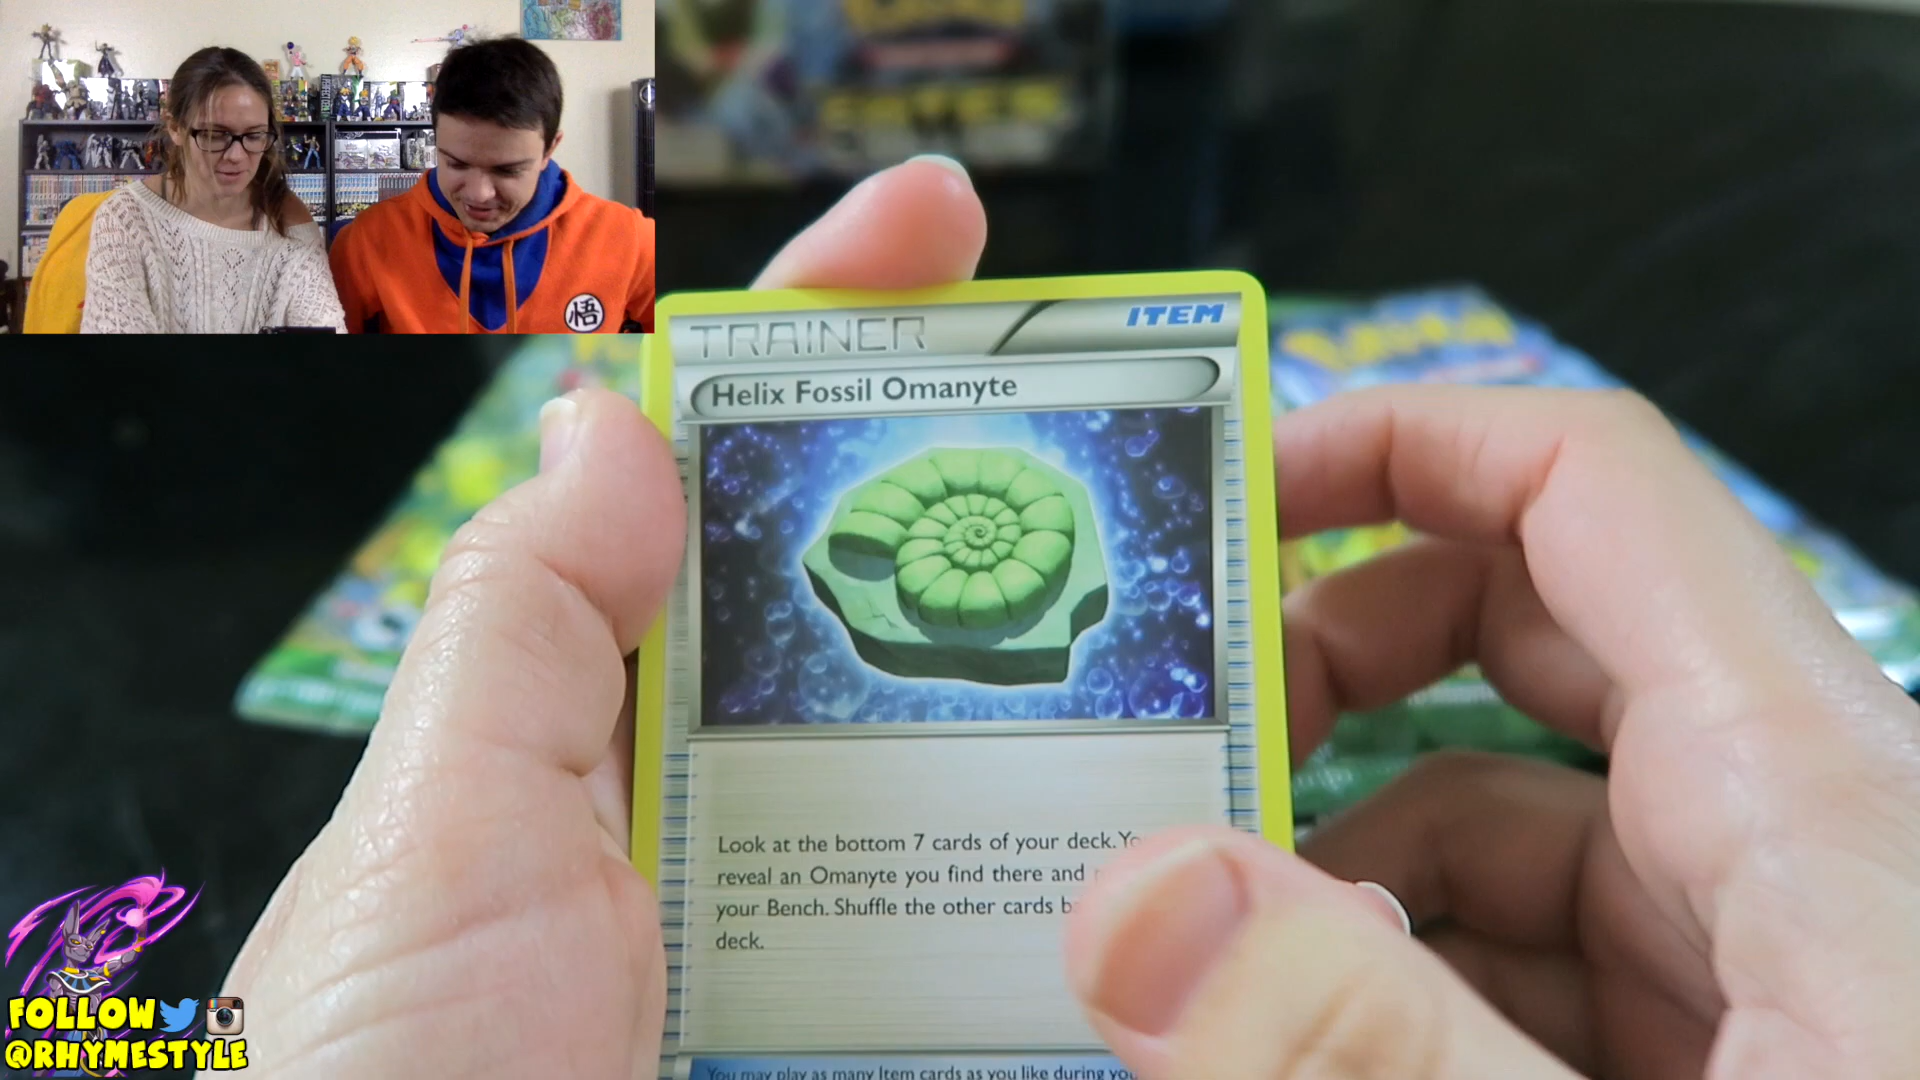 TRAINER
ITEM
Helix Fossil Omanyte
悟
Look at the bottom 7 cards of your deck.
reveal an Omanyte you find there and
your Bench. Shuffle the other cards
deck.
You may play as many Item cards as you like during
FOLLOW
@RHYMESTYLE